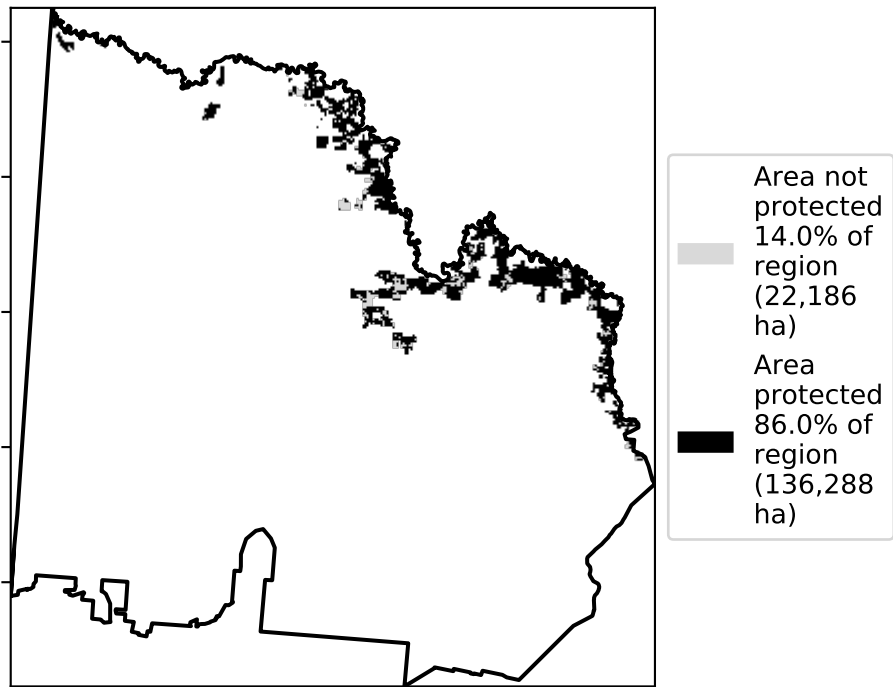 Area not
protected
14.0% of
region
(22,186
ha)
Area
protected
86.0% of
region
(136,288
ha)